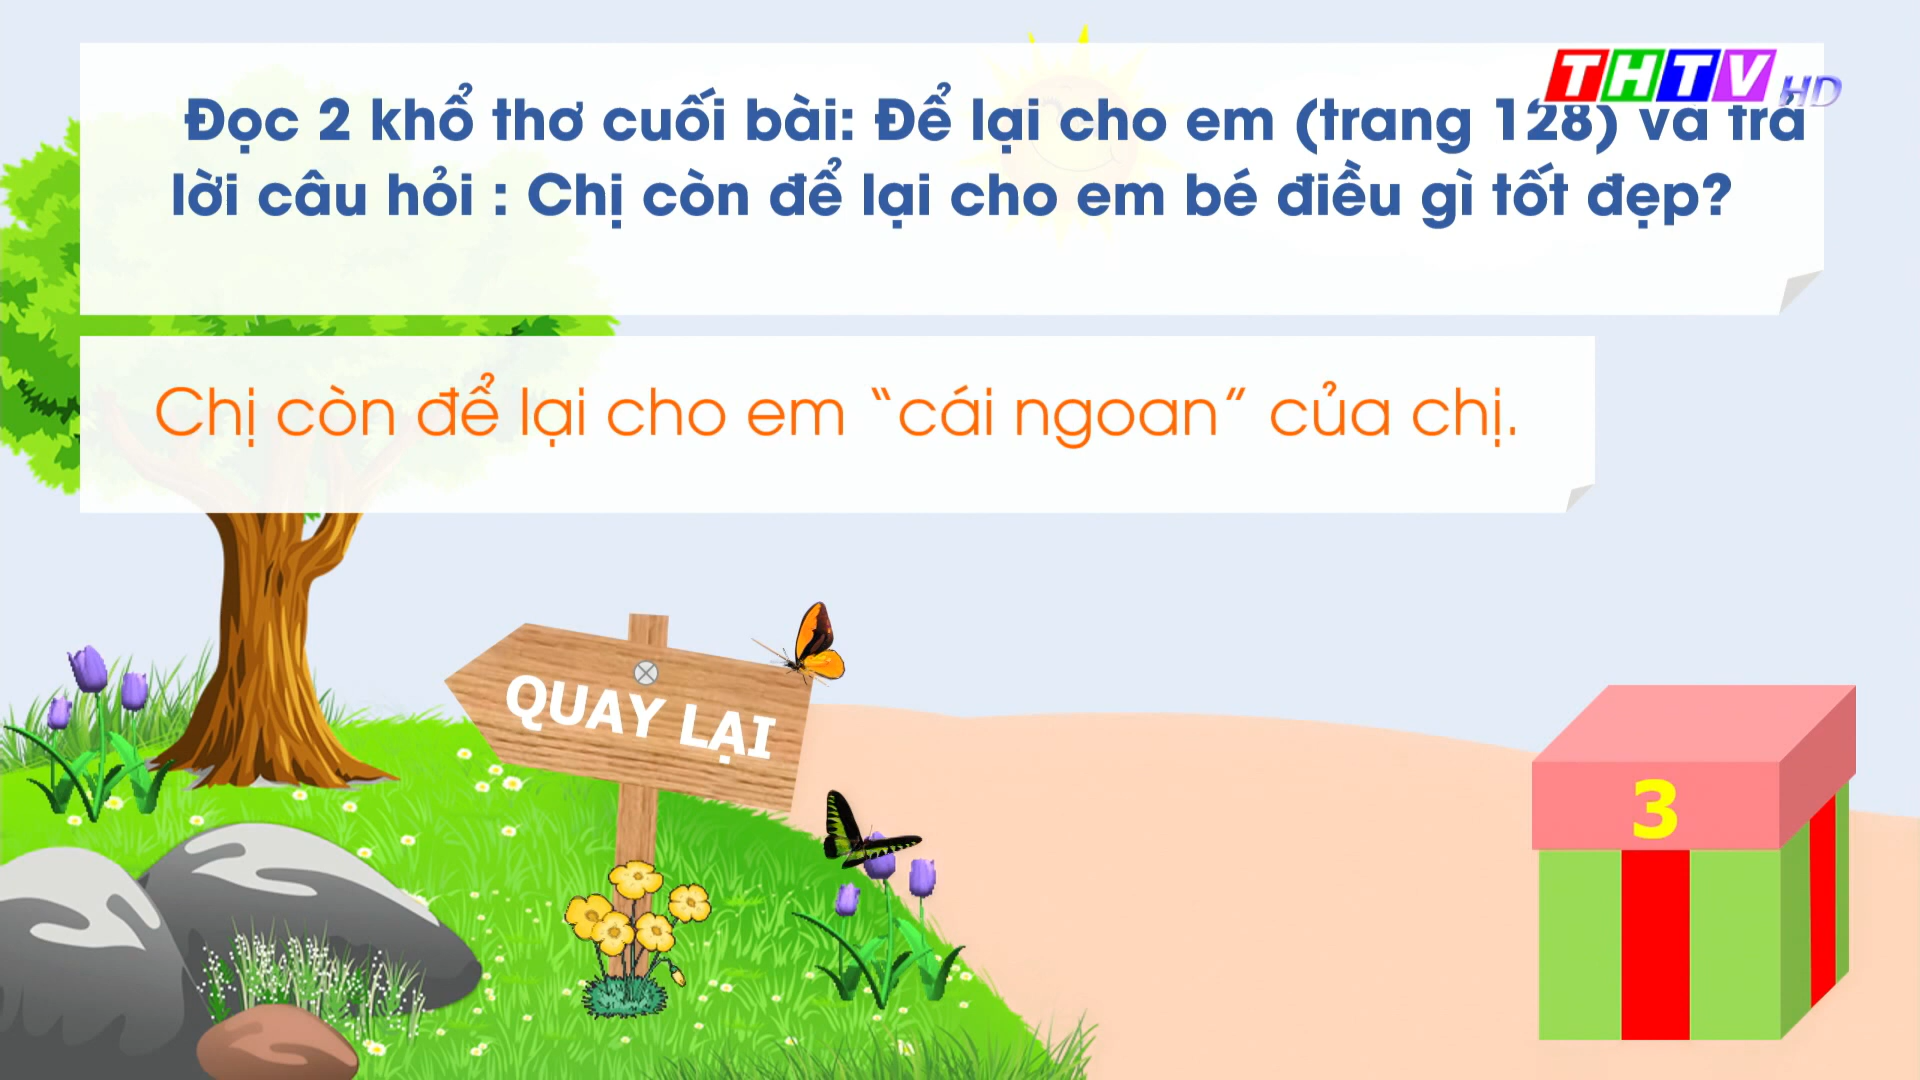 THTV HD
Đọc 2 khổ thơ cuối bài: Để lại cho em (trang 128) và trả
lời câu hỏi : Chị còn để lại cho em bé điều gì tốt đẹp?
Chị còn để lại cho em “cái ngoan” của chị.
QUAY LẠI
3